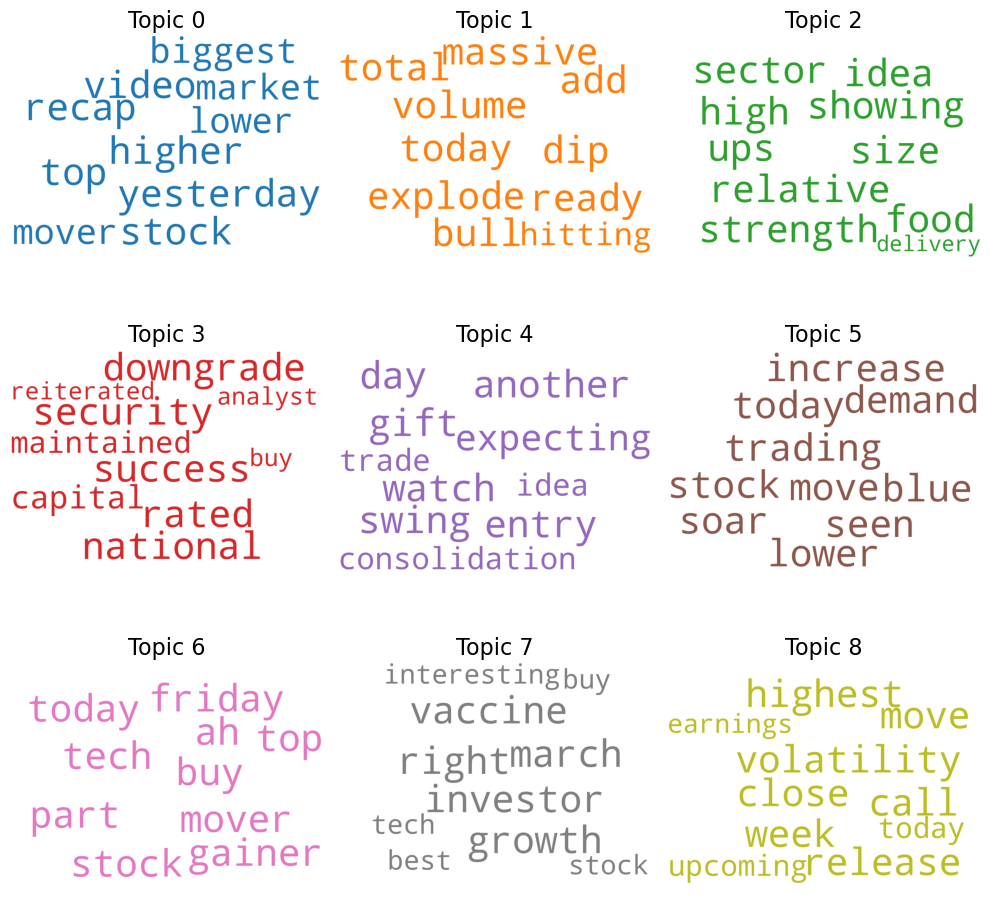 Topic 0
biggest
video market
recap
lower
higher
top
yesterday
mover stock
Topic 1
massive
total
add
volume
today dip
explode ready
bull hitting
Topic 2
sector idea
high showing
ups size
relative
strength food
delivery
Topic 3
downgrade
reiterated analyst
security
maintained
success buy
capital
rated
national
Topic 4
day another
gift expecting
trade
watch idea
swing entry
consolidation
Topic 5
increase
today demand
trading
stock move blue
soar seen
lower
Topic 6
today friday
ah top
tech
buy
part mover
stock gainer
Topic 7
interesting buy
vaccine
right march
investor
tech growth
best stock
Topic 8
highest
earnings move
volatility
close call
week today
upcoming release